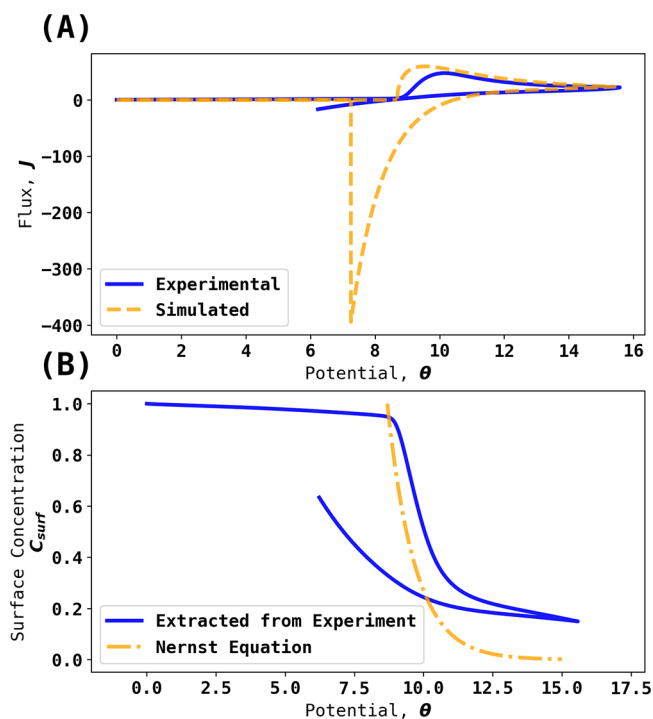 (A)
0
−100
−200
−300
−400
Flux, J
Experimental
Simulated
0 2 4 6 8 10 12 14 16
Potential, θ
(B)
1.0
0.8
0.6
0.4
0.2
0.0
Surface Concentration
Csurf
Extracted from Experiment
Nernst Equation
0.0 2.5 5.0 7.5 10.0 12.5 15.0 17.5
Potential, θ